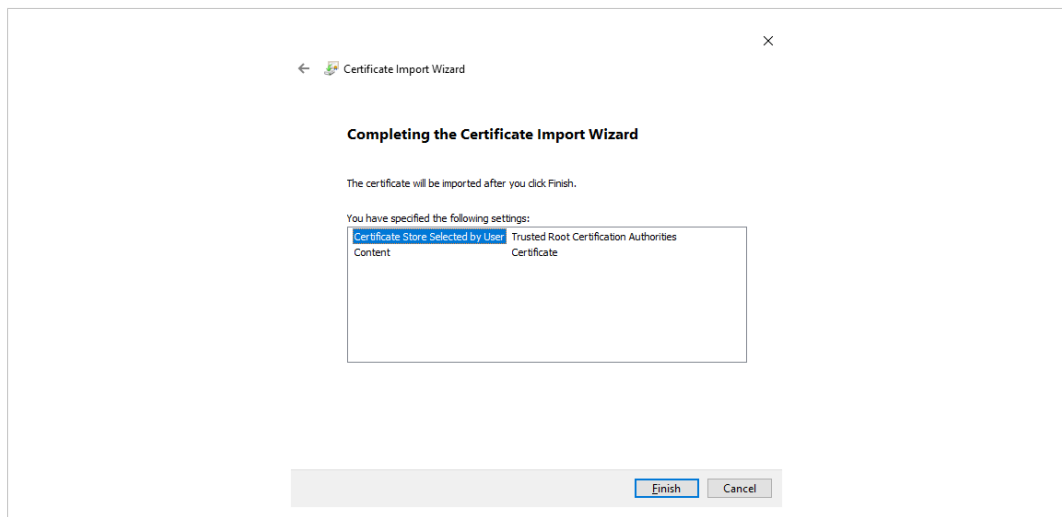 Certificate Import Wizard
Completing the Certificate Import Wizard
The certificate will be imported after you click Finish.
You have specified the following settings:
Certificate Store Selected by User Trusted Root Certification Authorities
Content Certificate
Finish Cancel